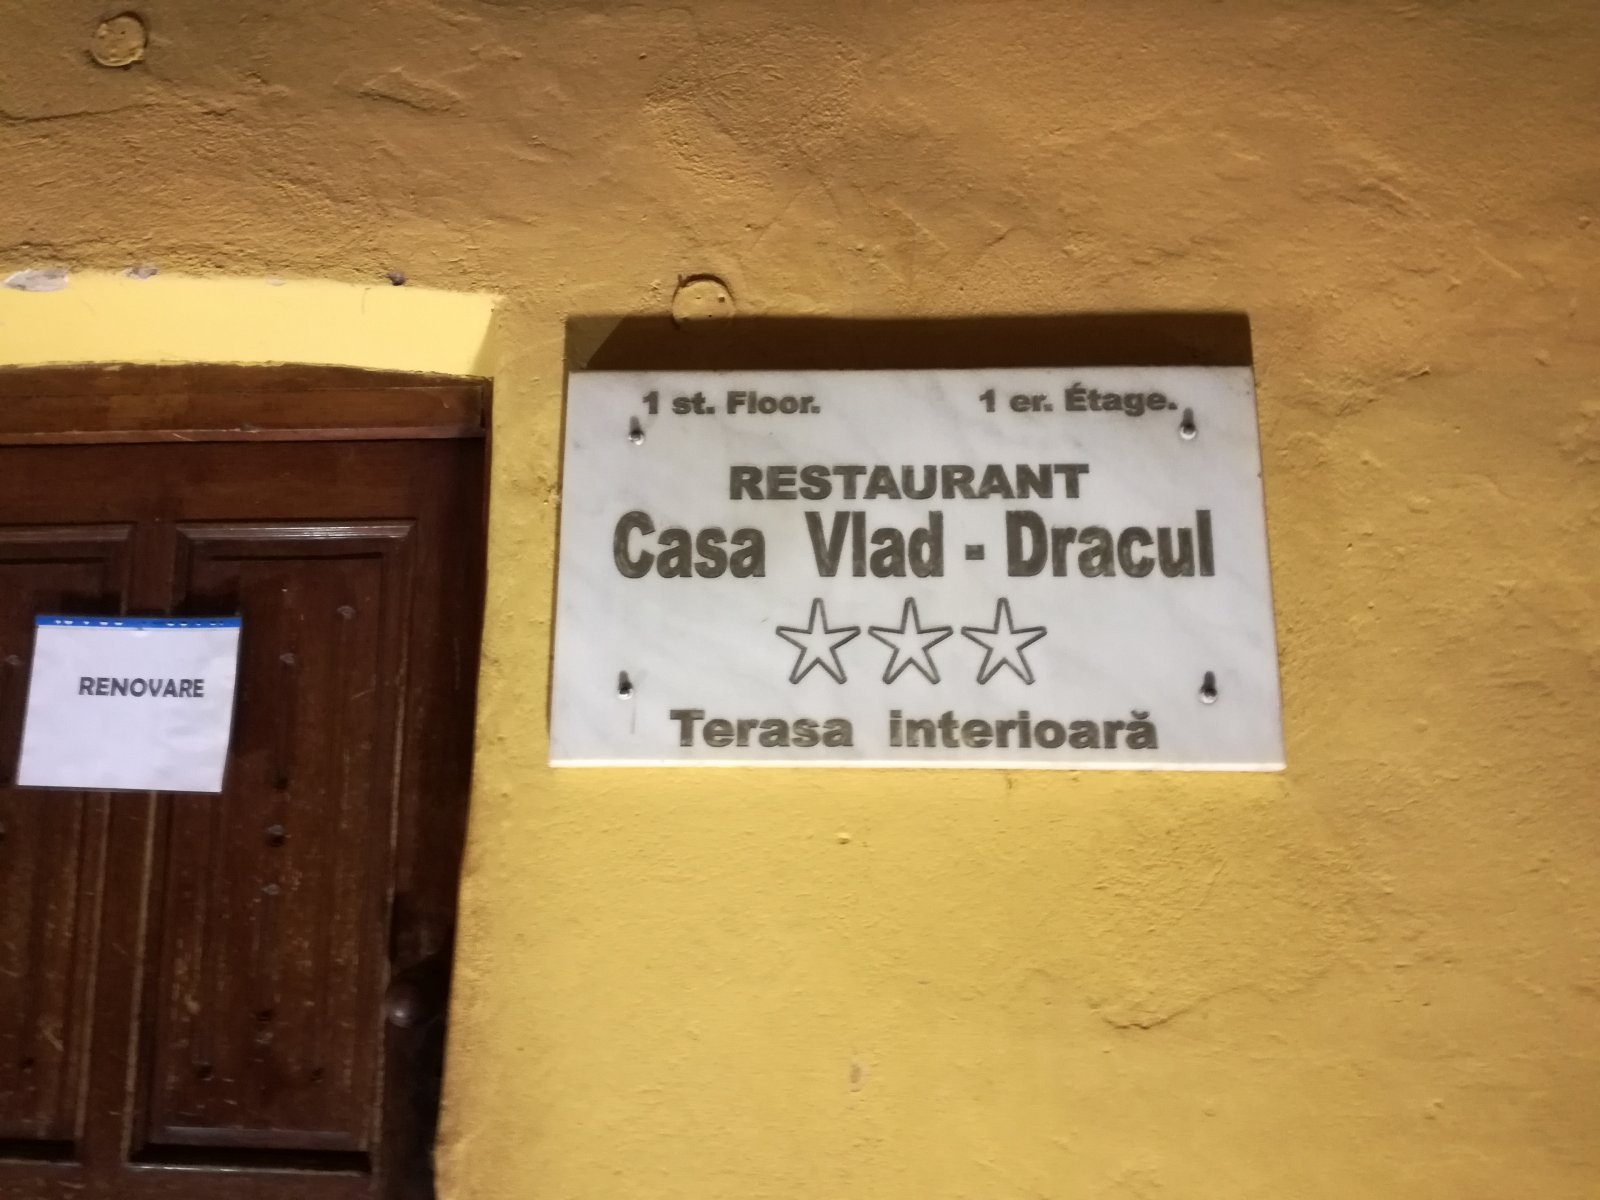 1 st. Floor. 1 er. Étage.
RESTAURANT
Casa Vlad - Dracul
Terasa interioară
RENOVARE